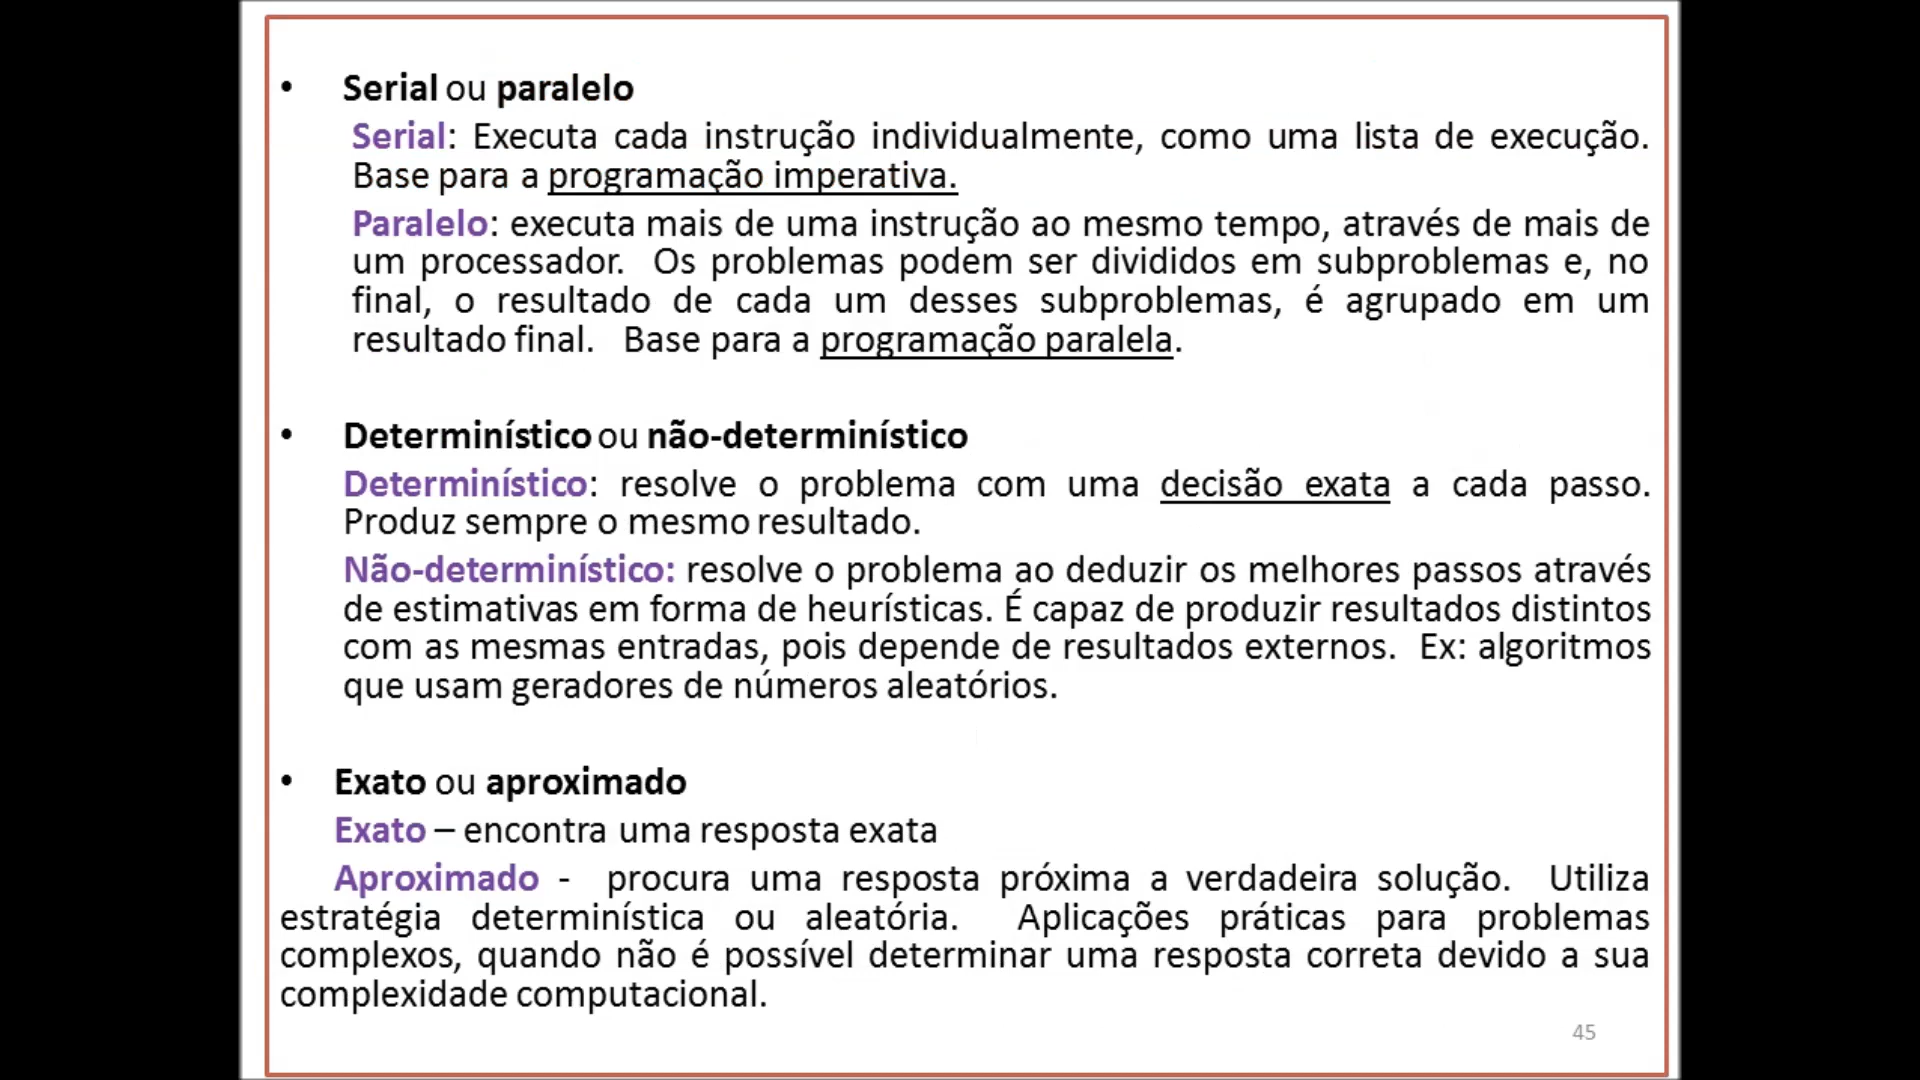 • Serial ou paralelo
Serial: Executa cada instrução individualmente, como uma lista de execução.
Base para a programação imperativa.
Paralelo: executa mais de uma instrução ao mesmo tempo, através de mais de
um processador. Os problemas podem ser divididos em subproblemas e, no
final, o resultado de cada um desses subproblemas, é agrupado em um
resultado final. Base para a programação paralela.
• Determinístico ou não-determinístico
Determinístico: resolve o problema com uma decisão exata a cada passo.
Produz sempre o mesmo resultado.
Não-determinístico: resolve o problema ao deduzir os melhores passos através
de estimativas em forma de heurísticas. É capaz de produzir resultados distintos
com as mesmas entradas, pois depende de resultados externos. Ex: algoritmos
que usam geradores de números aleatórios.
• Exato ou aproximado
Exato – encontra uma resposta exata
Aproximado - procura uma resposta próxima a verdadeira solução. Utiliza
estratégia determinística ou aleatória. Aplicações práticas para problemas
complexos, quando não é possível determinar uma resposta correta devido a sua
complexidade computacional.
45